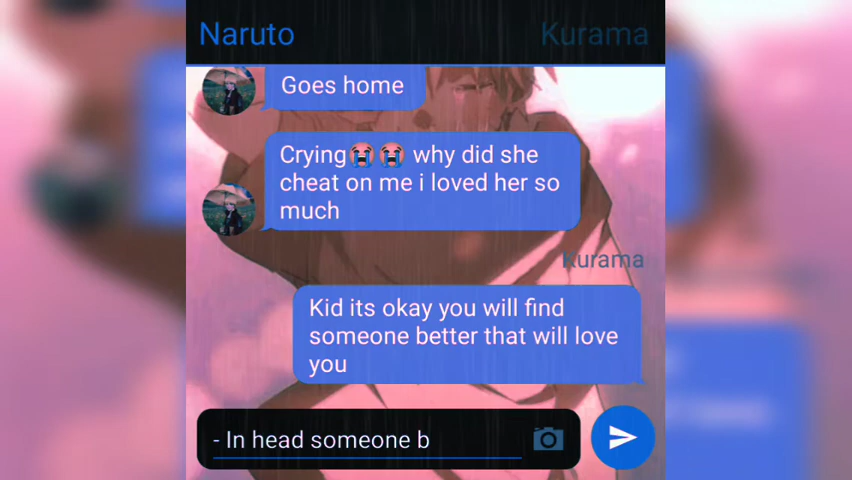 Naruto
Kurama
Goes home
Crying😭😭 why did she
cheat on me i loved her so
much
Kurama
Kid its okay you will find
someone better that will love
you
- In head someone b